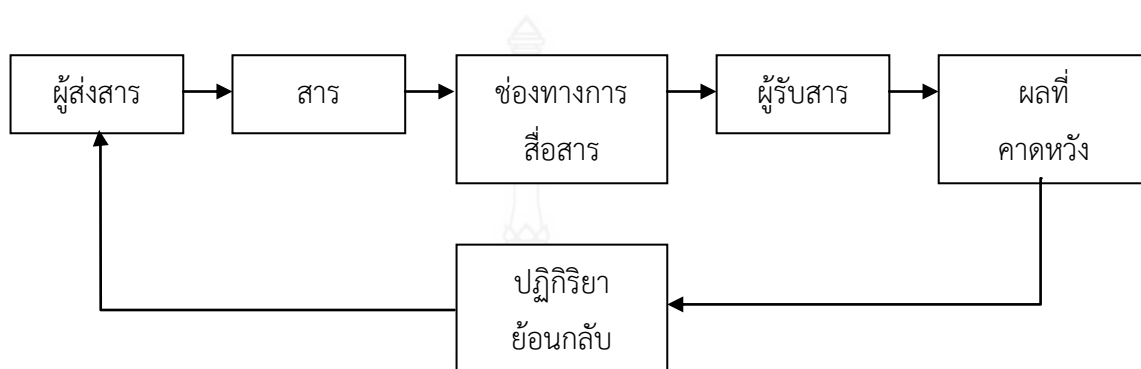 ผู้ส่งสาร
สาร
ช่องทางการ
สื่อสาร
ผู้รับสาร
ผลที่
คาดหวัง
ปฏิกิริยา
ย้อนกลับ